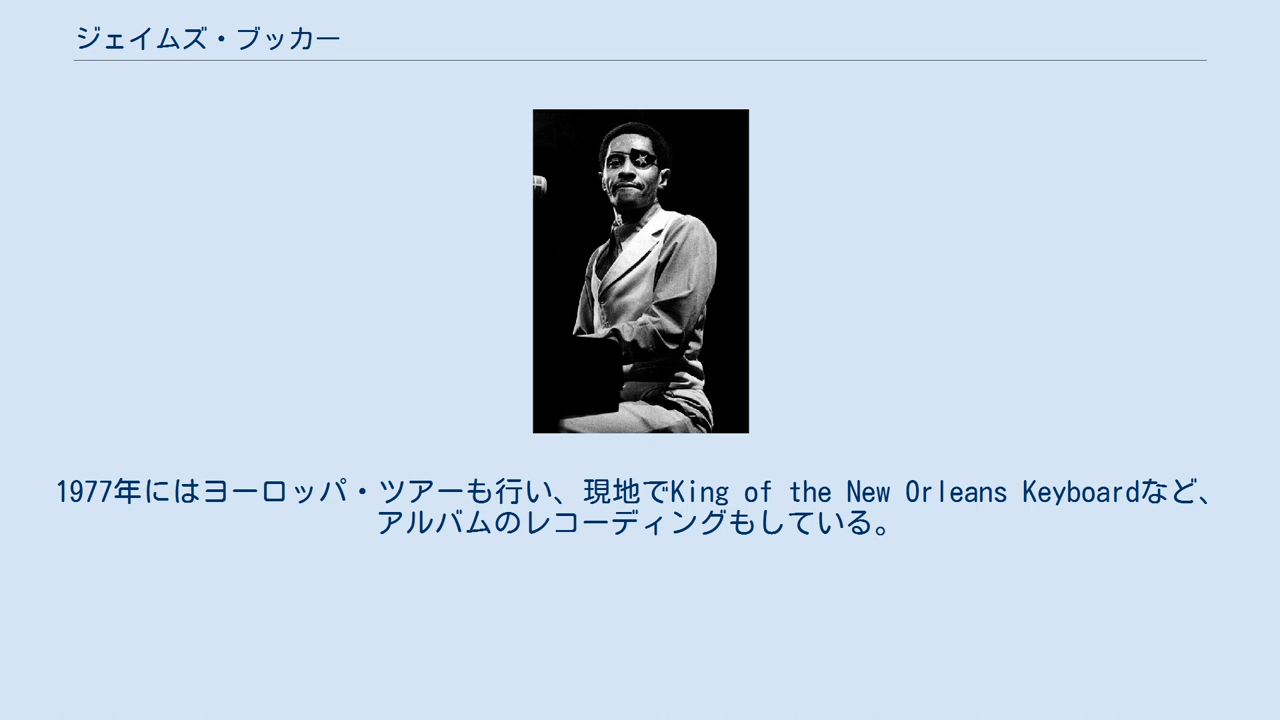 ジェイムズ・ブッカー
1977年にはヨーロッパ・ツアーも行い、現地でKing of the New Orleans Keyboardなど、
アルバムのレコーディングもしている。